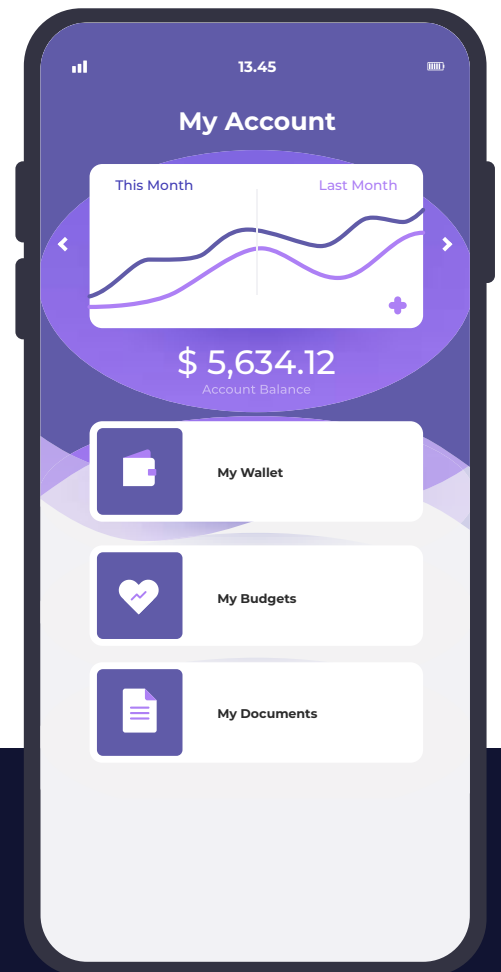 13.45
My Account
This Month
Last Month
$ 5,634.12
Account Balance
My Wallet
My Budgets
My Documents